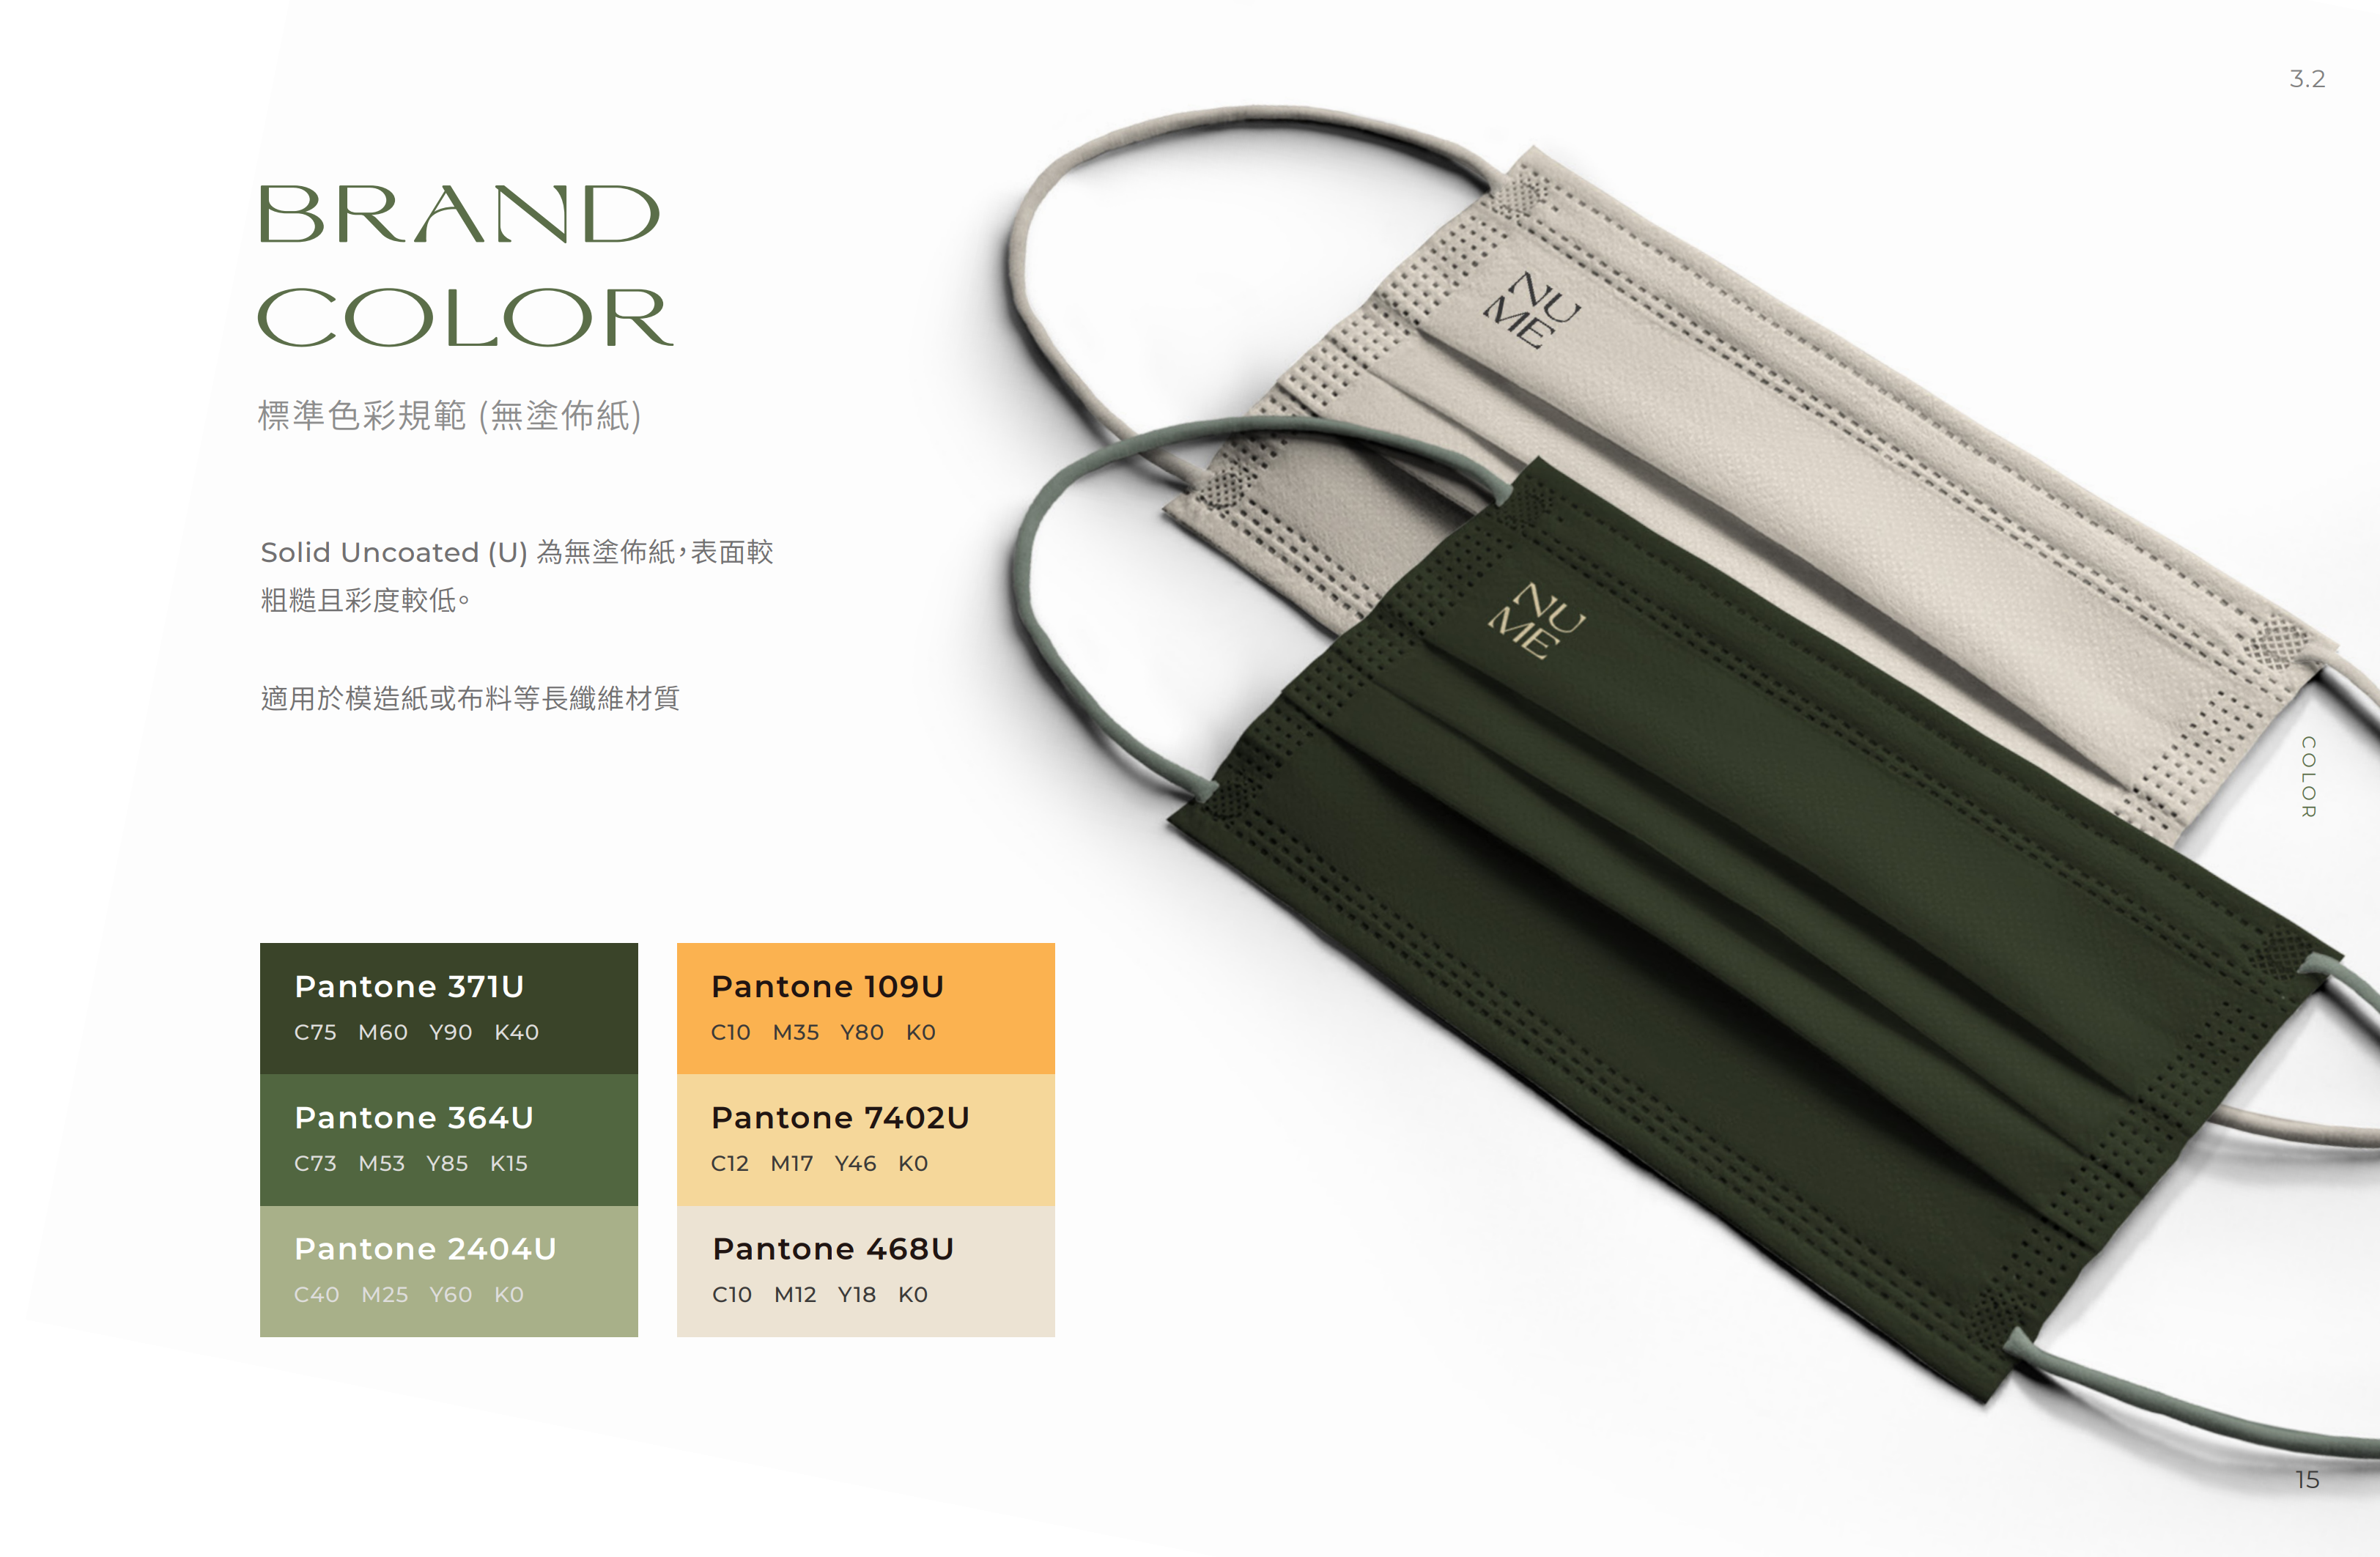 3.2
BRAND
COLOR
標準色彩規範 (無塗佈紙)
Solid Uncoated (U) 為無塗佈紙，表面較
粗糙且彩度較低。
適用於模造紙或布料等長纖維材質
NU
ME
NU
ME
COLOR
Pantone 371U
C75 M60 Y90 K40
Pantone 364U
C73 M53 Y85 K15
Pantone 2404U
C40 M25 Y60 K0
Pantone 109U
C10 M35 Y80 K0
Pantone 7402U
C12 M17 Y46 K0
Pantone 468U
C10 M12 Y18 K0
15